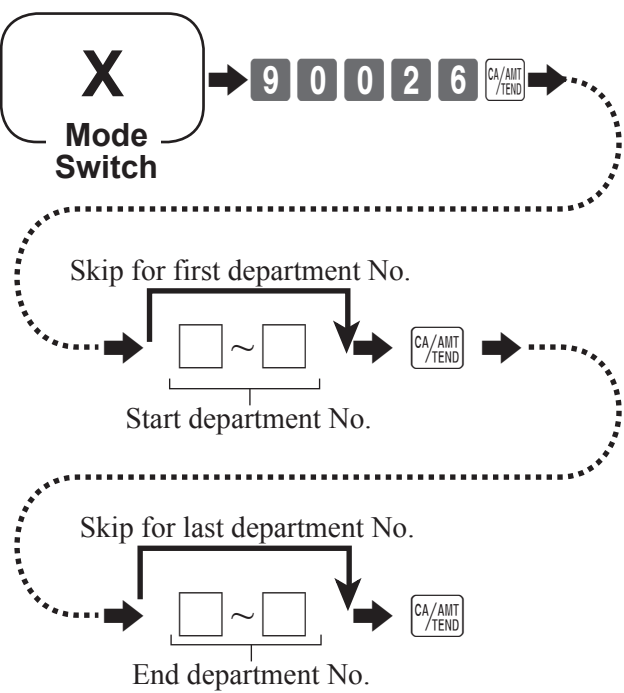 X
Mode
Switch
9 0 0 2 6 CA/AMT
/TEND
Skip for first department No.
~ CA/AMT
/TEND
Start department No.
Skip for last department No.
~ CA/AMT
/TEND
End department No.